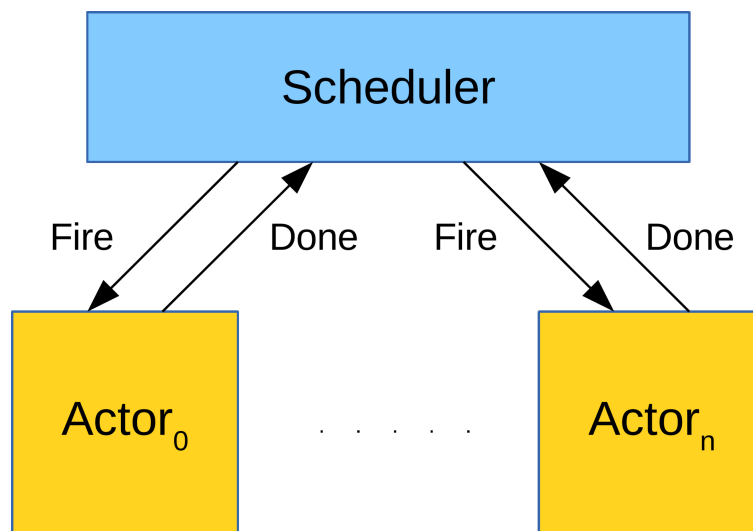 Scheduler
Fire
Done
Fire
Done
Actor0
. . . . .
Actorn